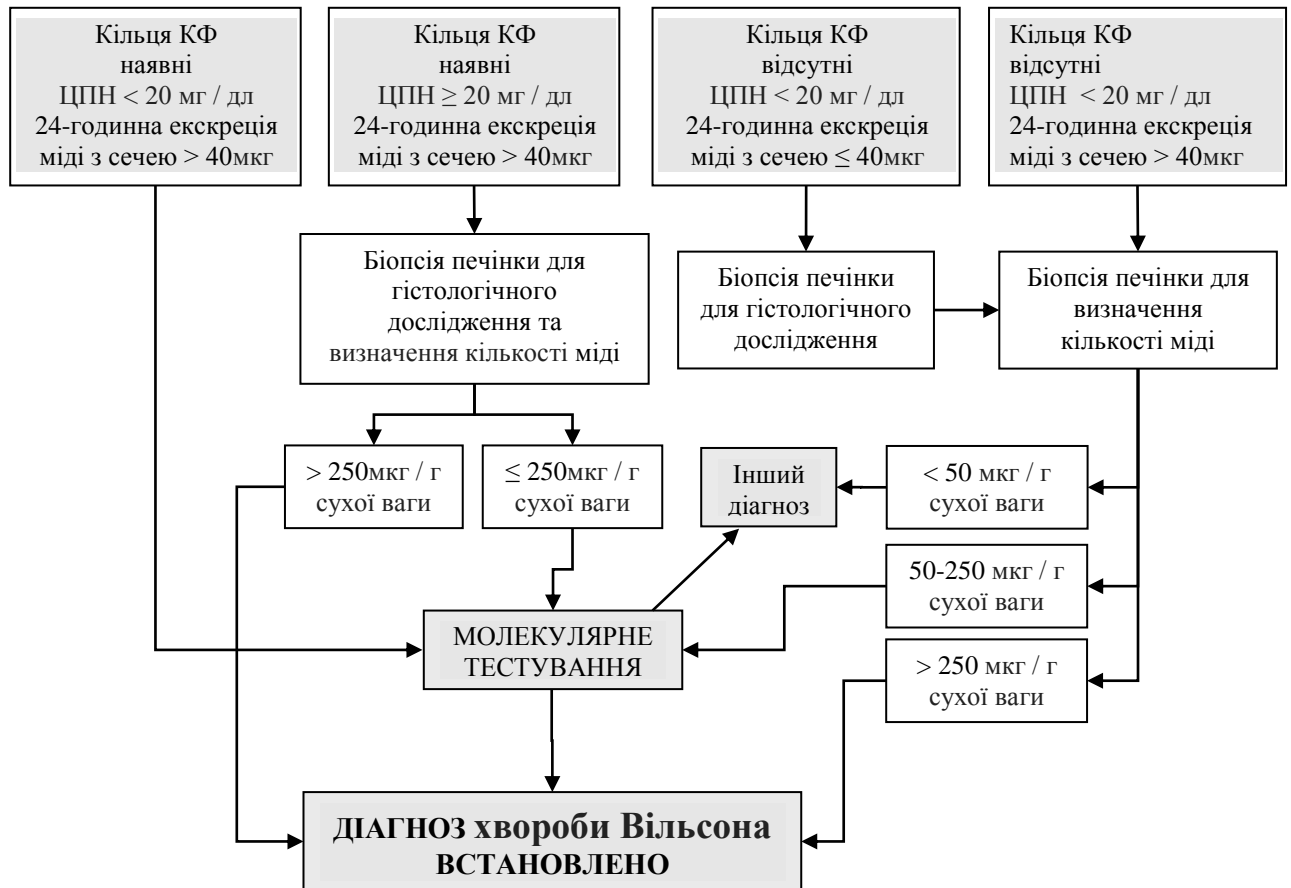 Кільця КФ
наявні
ЦПН < 20 мг / дл
24-годинна екскреція
міді з сечею > 40мкг
Кільця КФ
наявні
ЦПН ≥ 20 мг / дл
24-годинна екскреція
міді з сечею > 40мкг
Кільця КФ
відсутні
ЦПН < 20 мг / дл
24-годинна екскреція
міді з сечею ≤ 40мкг
Кільця КФ
відсутні
ЦПН < 20 мг / дл
24-годинна екскреція
міді з сечею > 40мкг
Біопсія печінки для
гістологічного
дослідження та
визначення кількості міді
Біопсія печінки
для гістологічного
дослідження
Біопсія печінки для
визначення
кількості міді
> 250мкг / г
сухої ваги
≤ 250мкг / г
сухої ваги
Інший
діагноз
< 50 мкг / г
сухої ваги
50-250 мкг / г
сухої ваги
МОЛЕКУЛЯРНЕ
ТЕСТУВАННЯ
> 250 мкг / г
сухої ваги
ДІАГНОЗ хвороби Вільсона
ВСТАНОВЛЕНО